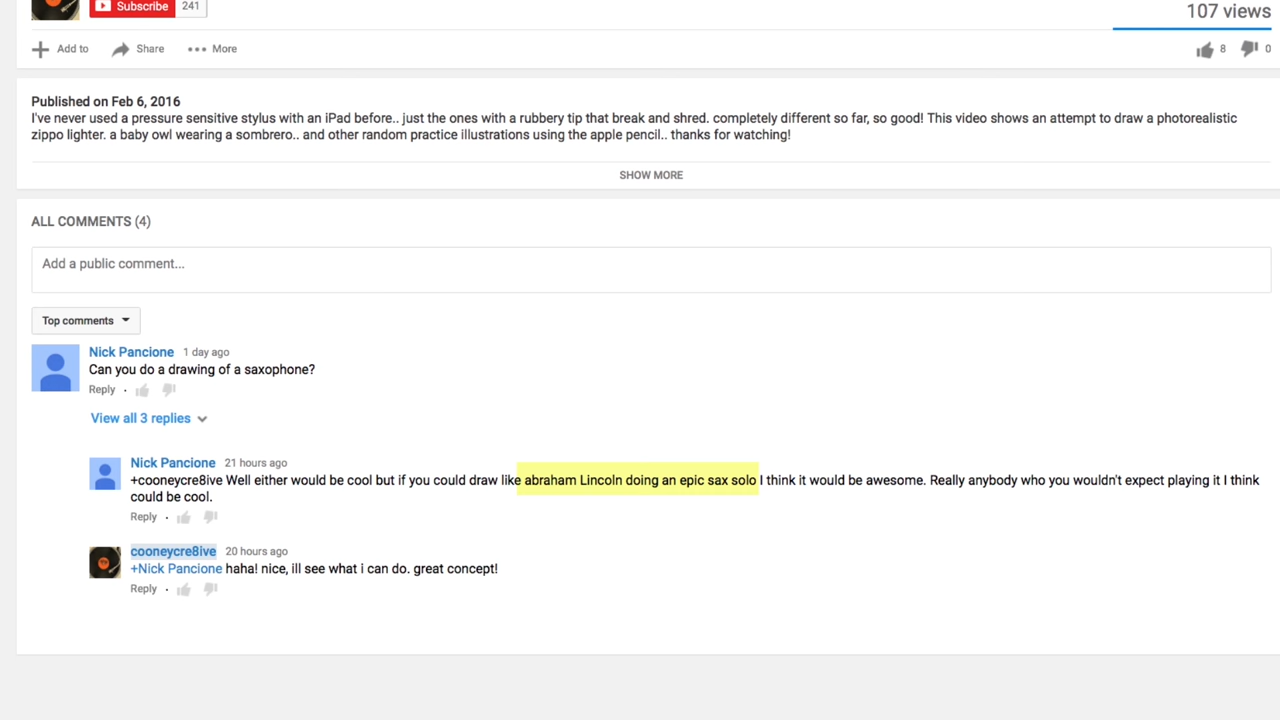 Subscribe 241
107 views
Add to Share More 8 0
Published on Feb 6, 2016
I've never used a pressure sensitive stylus with an iPad before.. just the ones with a rubbery tip that break and shred. completely different so far, so good! This video shows an attempt to draw a photorealistic
zippo lighter. a baby owl wearing a sombrero.. and other random practice illustrations using the apple pencil.. thanks for watching!
SHOW MORE
ALL COMMENTS (4)
Add a public comment...
Top comments
Nick Pancione 1 day ago
Can you do a drawing of a saxophone?
Reply ·
View all 3 replies
Nick Pancione 21 hours ago
+cooneycre8ive Well either would be cool but if you could draw like abraham Lincoln doing an epic sax solo I think it would be awesome. Really anybody who you wouldn't expect playing it I think
could be cool.
Reply ·
cooneycre8ive 20 hours ago
+Nick Pancione haha! nice, ill see what i can do. great concept!
Reply ·